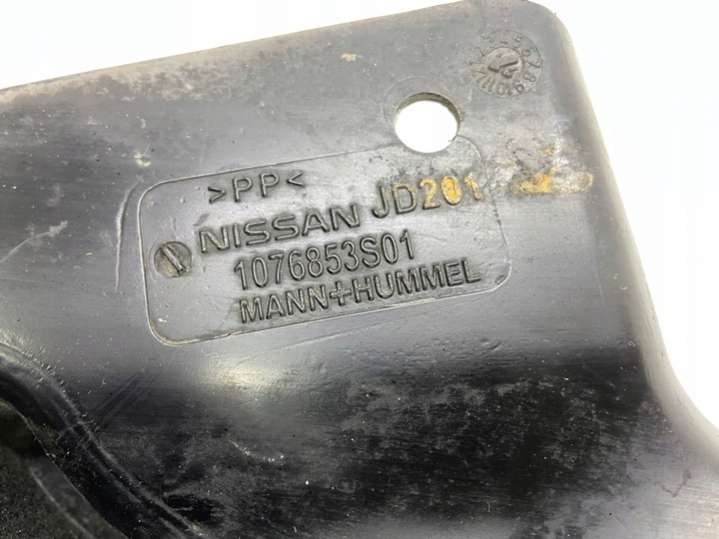 >PP<
NISSAN JD201
1076853S01
MANN+HUMMEL